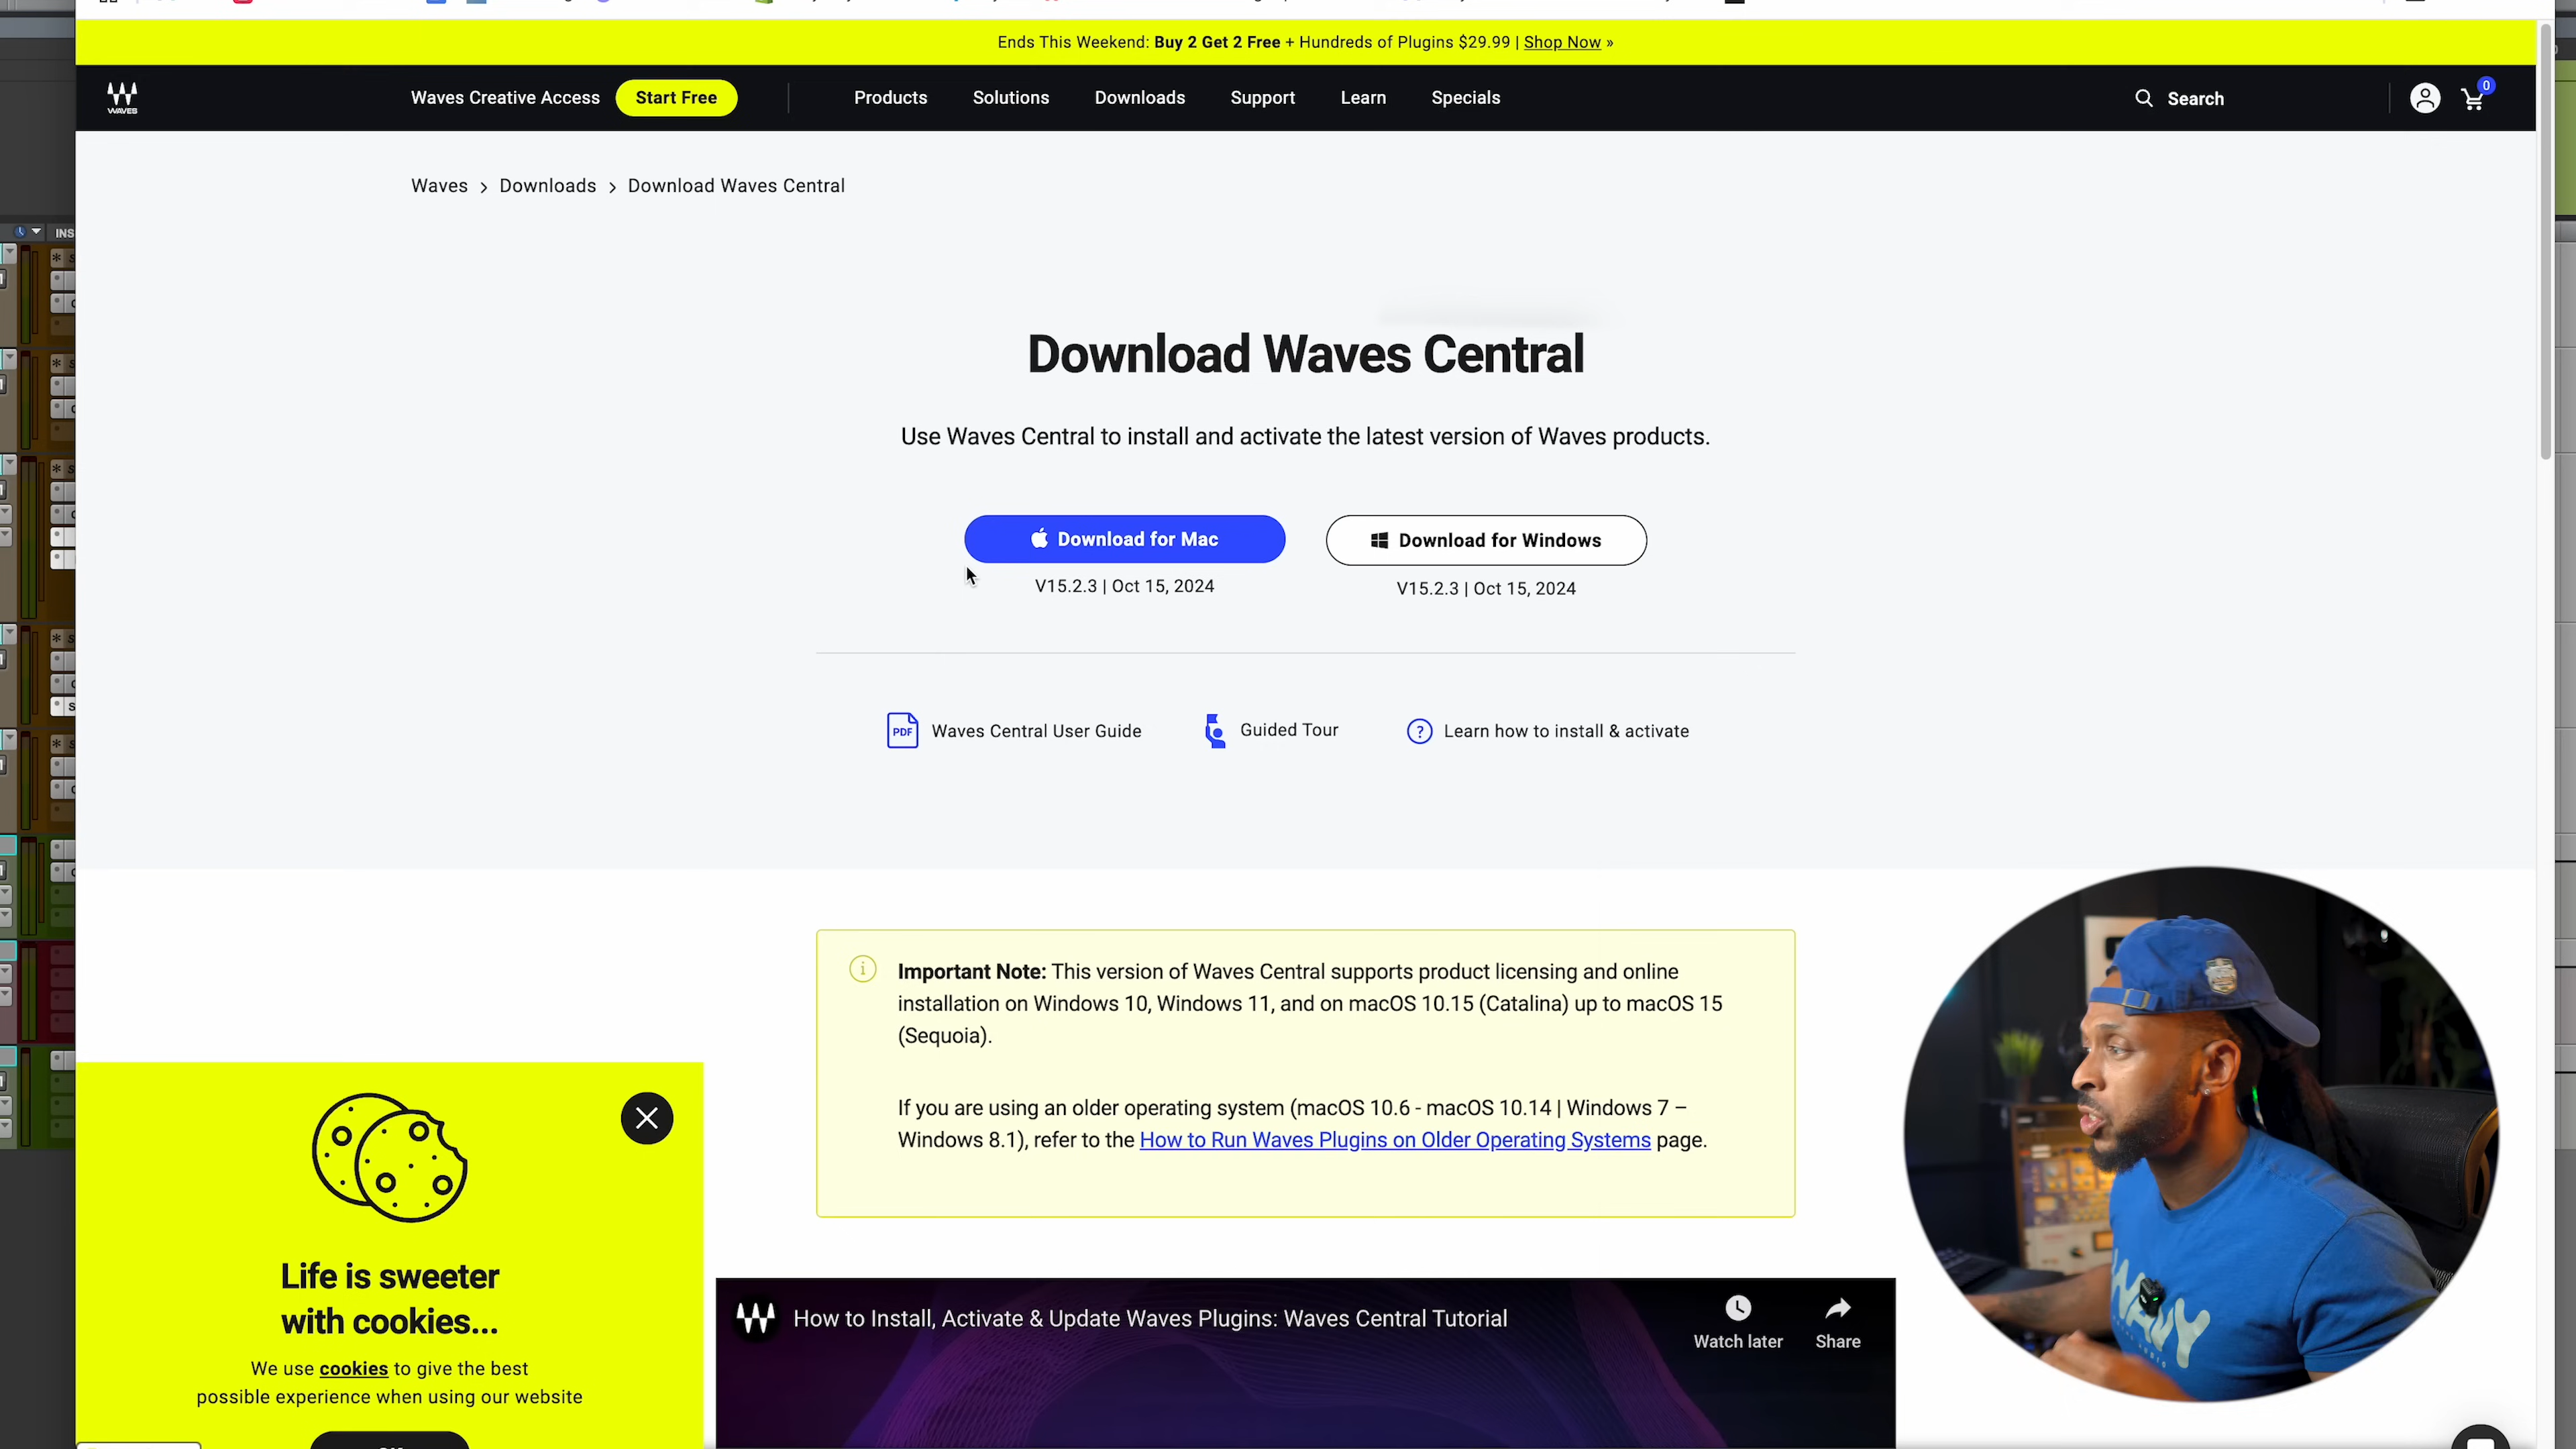 Ends This Weekend: Buy 2 Get 2 Free + Hundreds of Plugins $29.99 | Shop Now »
WAVES
Waves Creative Access
Start Free
Products
Solutions
Downloads
Support
Learn
Specials
Search
0
Waves > Downloads > Download Waves Central
INS
Download Waves Central
Use Waves Central to install and activate the latest version of Waves products.
Download for Mac
Download for Windows
V15.2.3 | Oct 15, 2024
V15.2.3 | Oct 15, 2024
PDF
Waves Central User Guide
Guided Tour
? Learn how to install & activate
Important Note: This version of Waves Central supports product licensing and online
installation on Windows 10, Windows 11, and on macOS 10.15 (Catalina) up to macOS 15
(Sequoia).
If you are using an older operating system (macOS 10.6 - macOS 10.14 | Windows 7 –
Windows 8.1), refer to the How to Run Waves Plugins on Older Operating Systems page.
Life is sweeter
with cookies...
We use cookies to give the best
possible experience when using our website
How to Install, Activate & Update Waves Plugins: Waves Central Tutorial
Watch later
Share
WAVY